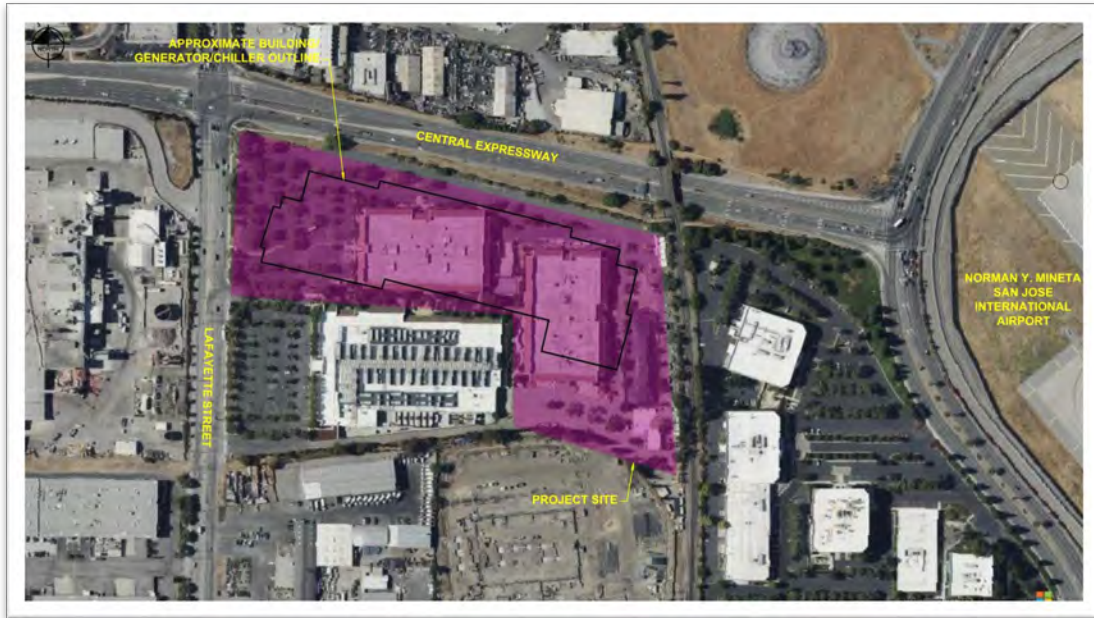 APPROXIMATE BUILDING/
GENERATOR/CHILLER OUTLINE
CENTRAL EXPRESSWAY
NORMAN Y. MINETA
SAN JOSE
INTERNATIONAL
AIRPORT
LAFAYETTE STREET
PROJECT SITE